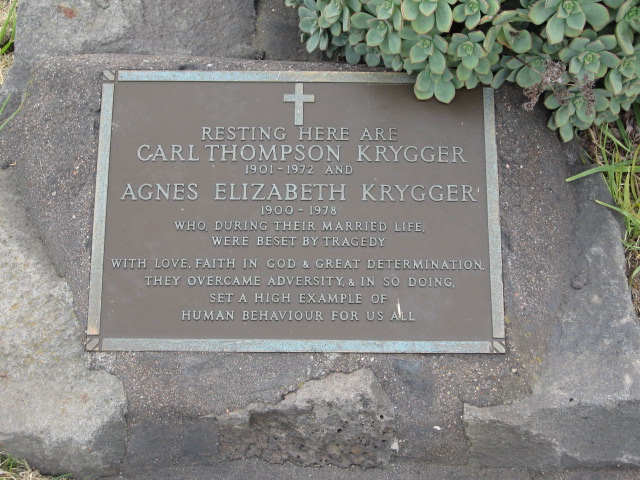 RESTING HERE ARE
CARL THOMPSON KRYGGER
1901-1972 AND
AGNES ELIZABETH KRYGGER
1900-1978
WHO, DURING THEIR MARRIED LIFE,
WERE BESET BY TRAGEDY
WITH LOVE, FAITH IN GOD & GREAT DETERMINATION,
THEY OVERCAME ADVERSITY, & IN SO DOING,
SET A HIGH EXAMPLE OF
HUMAN BEHAVIOUR FOR US ALL